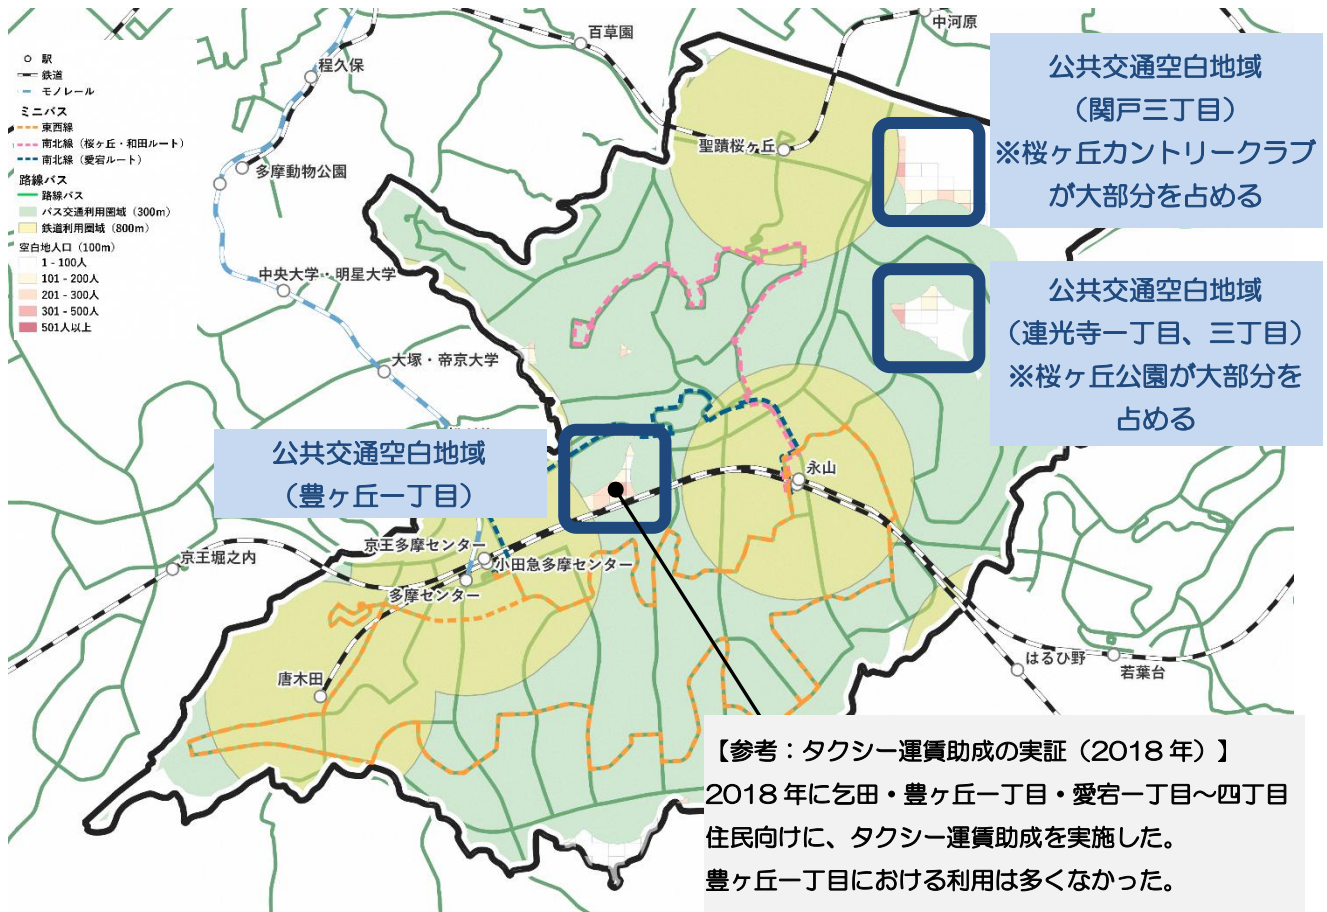 駅
鉄道
モノレール
ミニバス
東西線
南北線（桜ヶ丘・和田ルート）
南北線（愛宕ルート）
路線バス
路線バス
バス交通利用圏域（300m）
鉄道利用圏域（800m）
空白地人口（100m）
1 - 100人
101 - 200人
201 - 300人
301 - 500人
501人以上
百草園
中河原
程久保
聖蹟桜ヶ丘
多摩動物公園
中央大学・明星大学
大塚・帝京大学
公共交通空白地域
（関戸三丁目）
※桜ヶ丘カントリークラブ
が大部分を占める
公共交通空白地域
（連光寺一丁目、三丁目）
※桜ヶ丘公園が大部分を
占める
公共交通空白地域
（豊ヶ丘一丁目）
永山
京王堀之内
京王多摩センター
小田急多摩センター
多摩センター
唐木田
はるひ野
若葉台
【参考：タクシー運賃助成の実証（2018 年）】
2018 年に乞田・豊ヶ丘一丁目・愛宕一丁目～四丁目
住民向けに、タクシー運賃助成を実施した。
豊ヶ丘一丁目における利用は多くなかった。